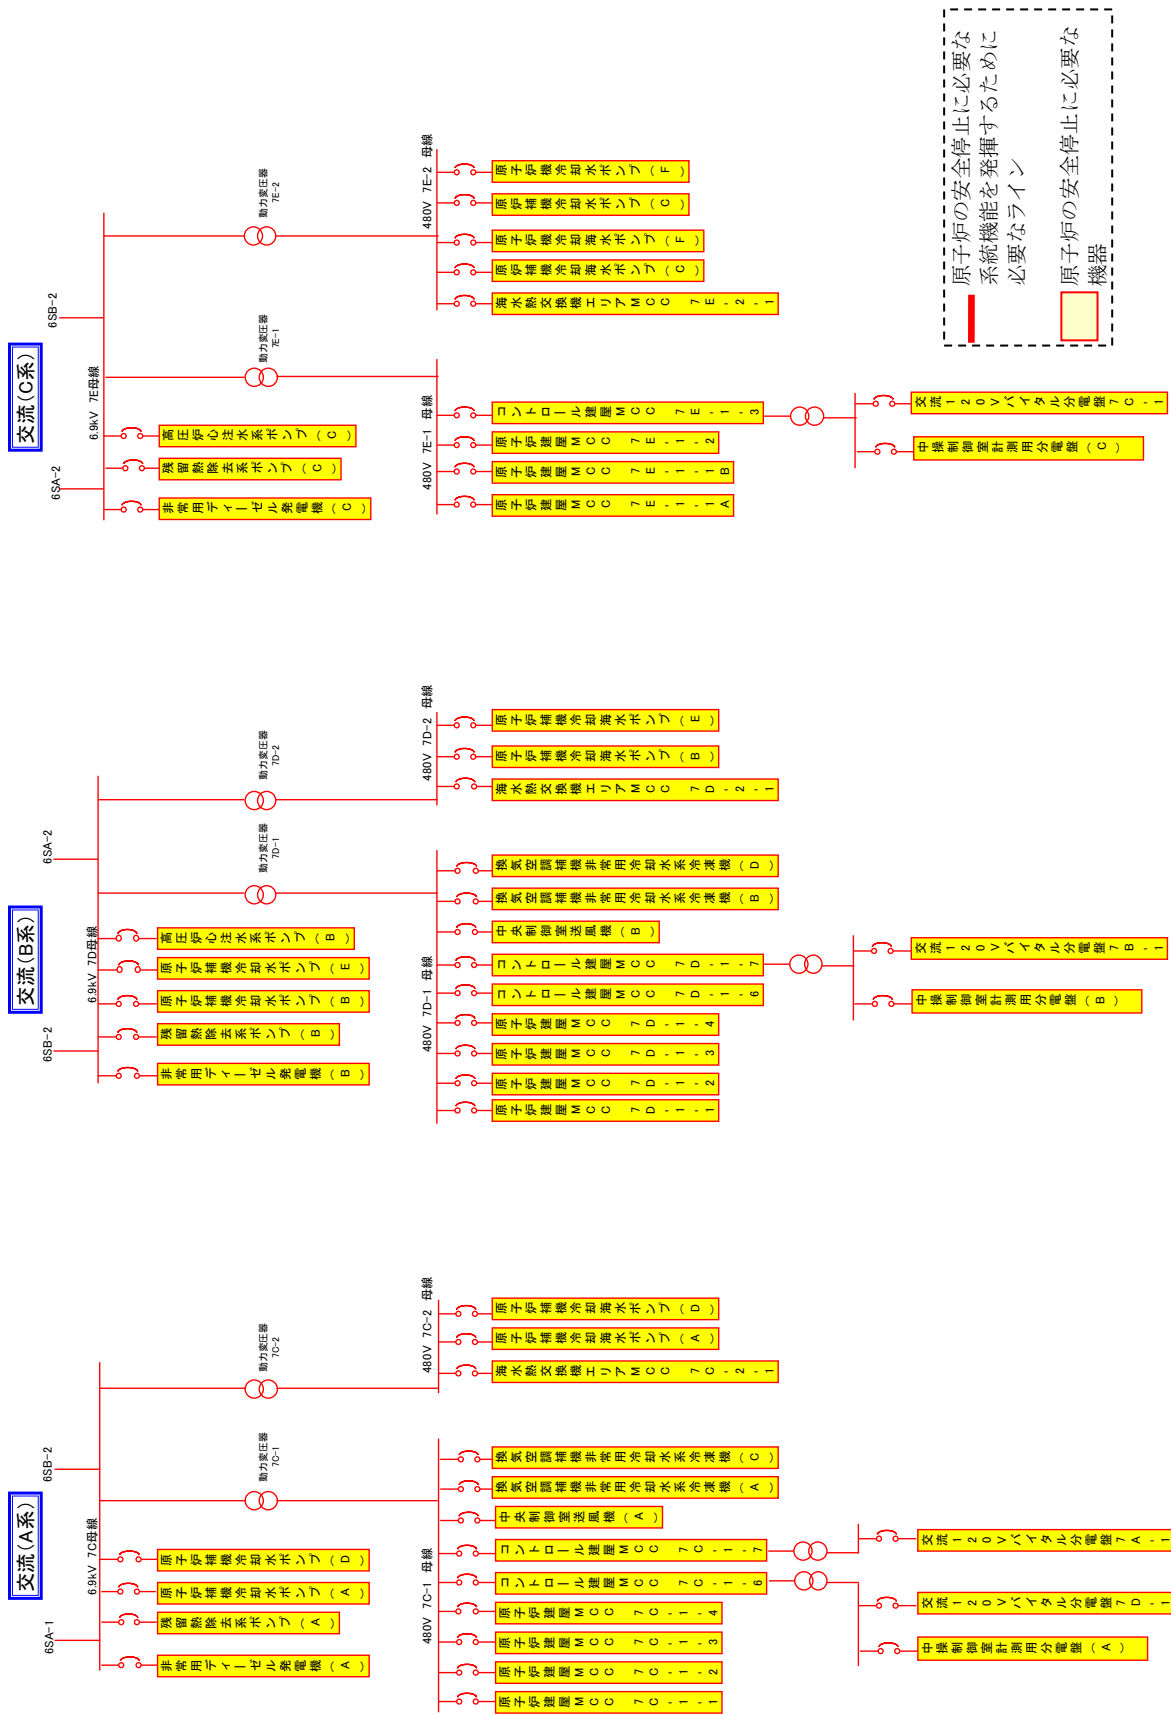 交流(A系)
6SA-1
6SB-2
6.9kV 7C母線
非常用ディーゼル発電機(A)
残留熱除去系ポンプ(A)
原子炉補機冷却水ポンプ(A)
原子炉補機冷却水ポンプ(D)
動力変圧器
7C-1
動力変圧器
7C-2
480V 7C-1 母線
原子炉建屋MCC 7C-1-1
原子炉建屋MCC 7C-1-2
原子炉建屋MCC 7C-1-3
原子炉建屋MCC 7C-1-4
コントロール建屋MCC 7C-1-6
コントロール建屋MCC 7C-1-7
中央制御室送風機(A)
換気空調補機非常用冷却水系冷凍機(A)
換気空調補機非常用冷却水系冷凍機(C)
480V 7C-2 母線
海水熱交換機エリアMCC 7C-2-1
原子炉補機冷却海水ポンプ(A)
原子炉補機冷却海水ポンプ(D)
中操制御室計測用分電盤(A)
交流120Vバイタル分電盤7D-1
交流120Vバイタル分電盤7A-1
交流(B系)
6SB-2
6SA-2
6.9kV 7D母線
非常用ディーゼル発電機(B)
残留熱除去系ポンプ(B)
原子炉補機冷却水ポンプ(B)
原子炉補機冷却水ポンプ(E)
高圧炉心注水系ポンプ(B)
動力変圧器
7D-1
動力変圧器
7D-2
480V 7D-1 母線
原子炉建屋MCC 7D-1-1
原子炉建屋MCC 7D-1-2
原子炉建屋MCC 7D-1-3
原子炉建屋MCC 7D-1-4
コントロール建屋MCC 7D-1-6
コントロール建屋MCC 7D-1-7
中央制御室送風機(B)
換気空調補機非常用冷却水系冷凍機(B)
換気空調補機非常用冷却水系冷凍機(D)
480V 7D-2 母線
海水熱交換機エリアMCC 7D-2-1
原子炉補機冷却海水ポンプ(B)
原子炉補機冷却海水ポンプ(E)
中操制御室計測用分電盤(B)
交流120Vバイタル分電盤7B-1
交流(C系)
6SA-2
6SB-2
6.9kV 7E母線
非常用ディーゼル発電機(C)
残留熱除去系ポンプ(C)
高圧炉心注水系ポンプ(C)
動力変圧器
7E-1
動力変圧器
7E-2
480V 7E-1 母線
原子炉建屋MCC 7E-1-1A
原子炉建屋MCC 7E-1-1B
原子炉建屋MCC 7E-1-2
コントロール建屋MCC 7E-1-3
480V 7E-2 母線
海水熱交換機エリアMCC 7E-2-1
原炉補機冷却海水ポンプ(C)
原子炉機冷却海水ポンプ(F)
原炉補機冷却水ポンプ(C)
原子炉機冷却水ポンプ(F)
中操制御室計測用分電盤(C)
交流120Vバイタル分電盤7C-1
原子炉の安全停止に必要な
系統機能を発揮するために
必要なライン
原子炉の安全停止に必要な
機器